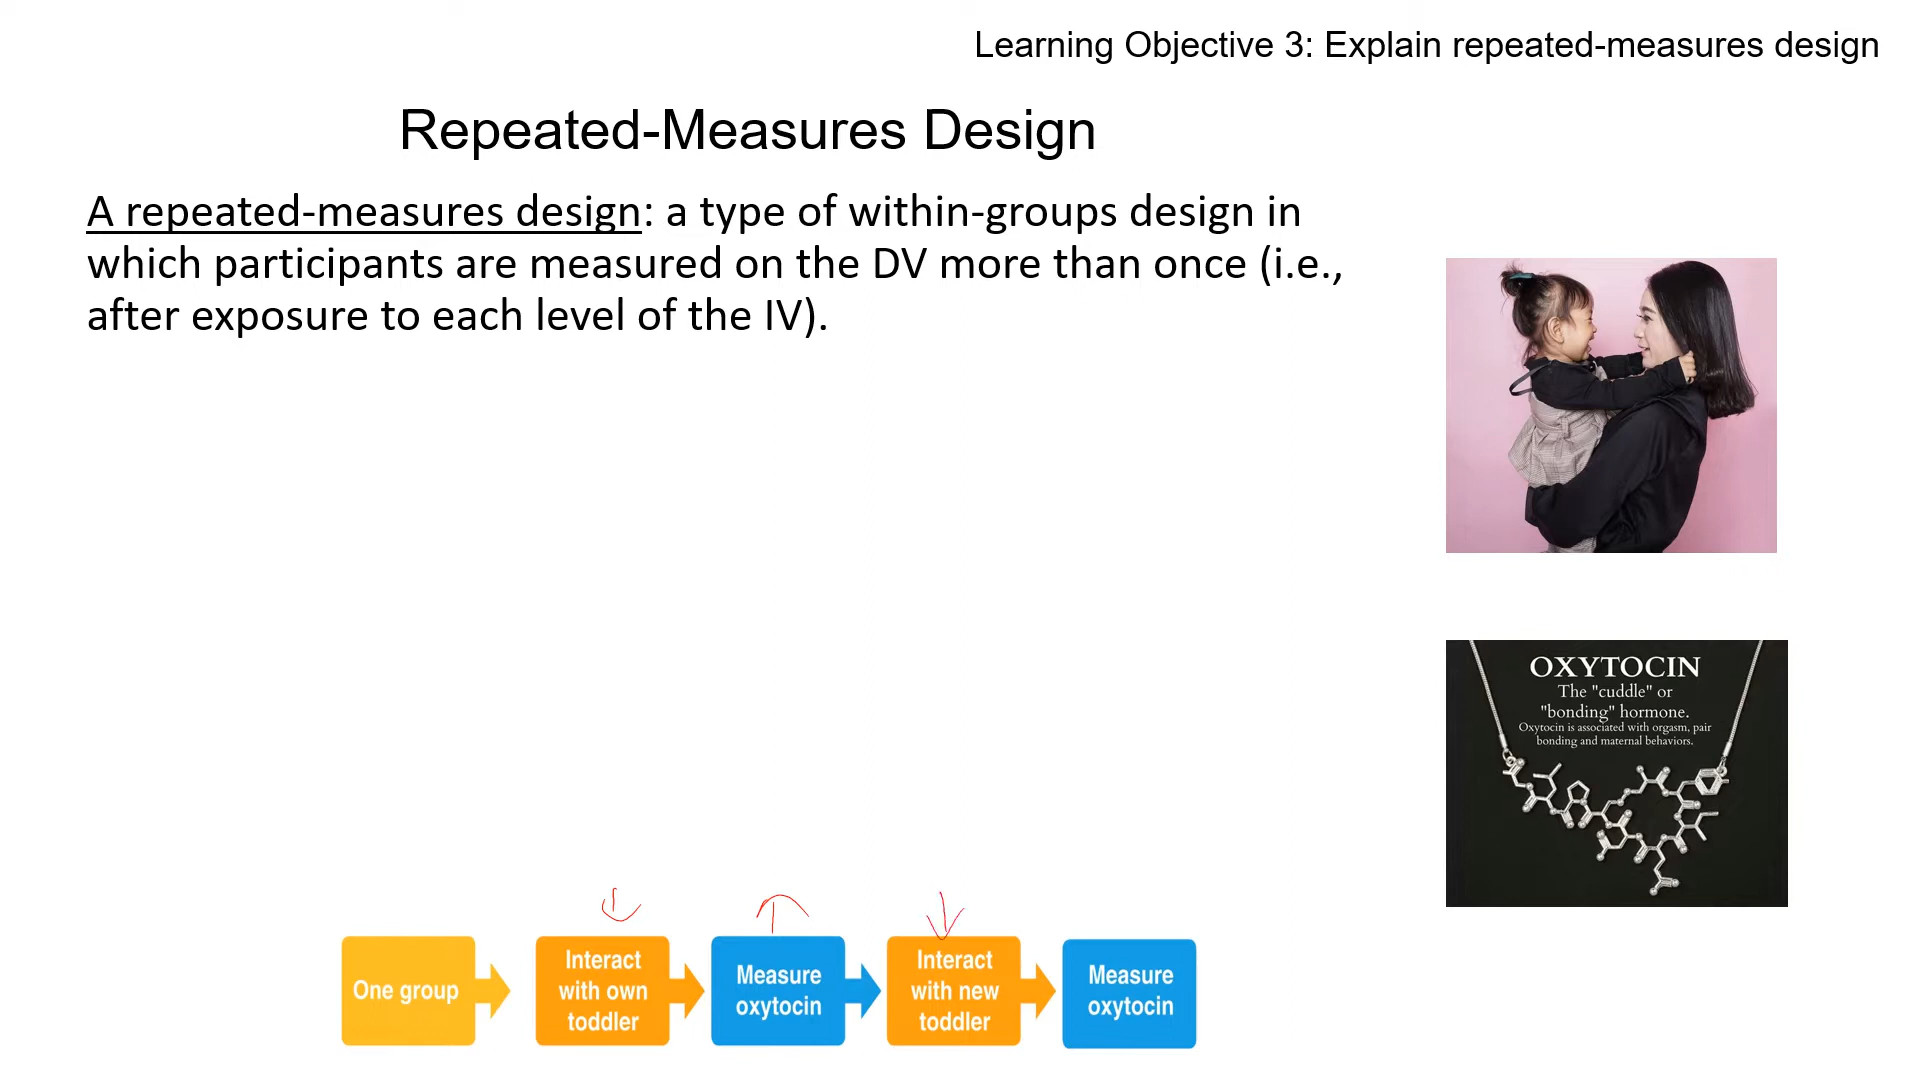 Learning Objective 3: Explain repeated-measures design
Repeated-Measures Design
A repeated-measures design: a type of within-groups design in
which participants are measured on the DV more than once (i.e.,
after exposure to each level of the IV).
OXYTOCIN
The "cuddle" or
"bonding" hormone.
Oxytocin is associated with orgasm, pair
bonding and maternal behaviors.
One group
Interact
with own
toddler
Measure
oxytocin
Interact
with new
toddler
Measure
oxytocin